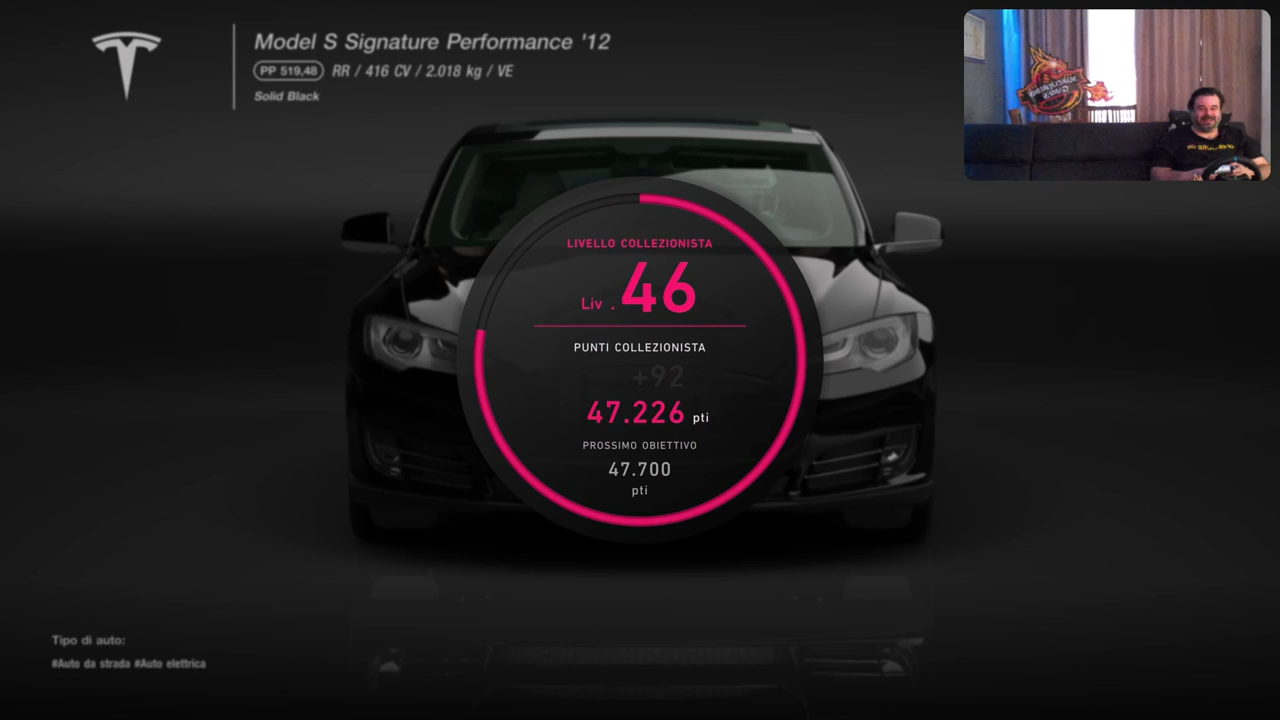 Model S Signature Performance '12
PP 519,48 RR / 416 CV / 2.018 kg / VE
Solid Black
LIVELLO COLLEZIONISTA
Liv . 46
PUNTI COLLEZIONISTA
+92
47.226 pti
PROSSIMO OBIETTIVO
47.700
pti
Tipo di auto:
#Auto da strada #Auto elettrica